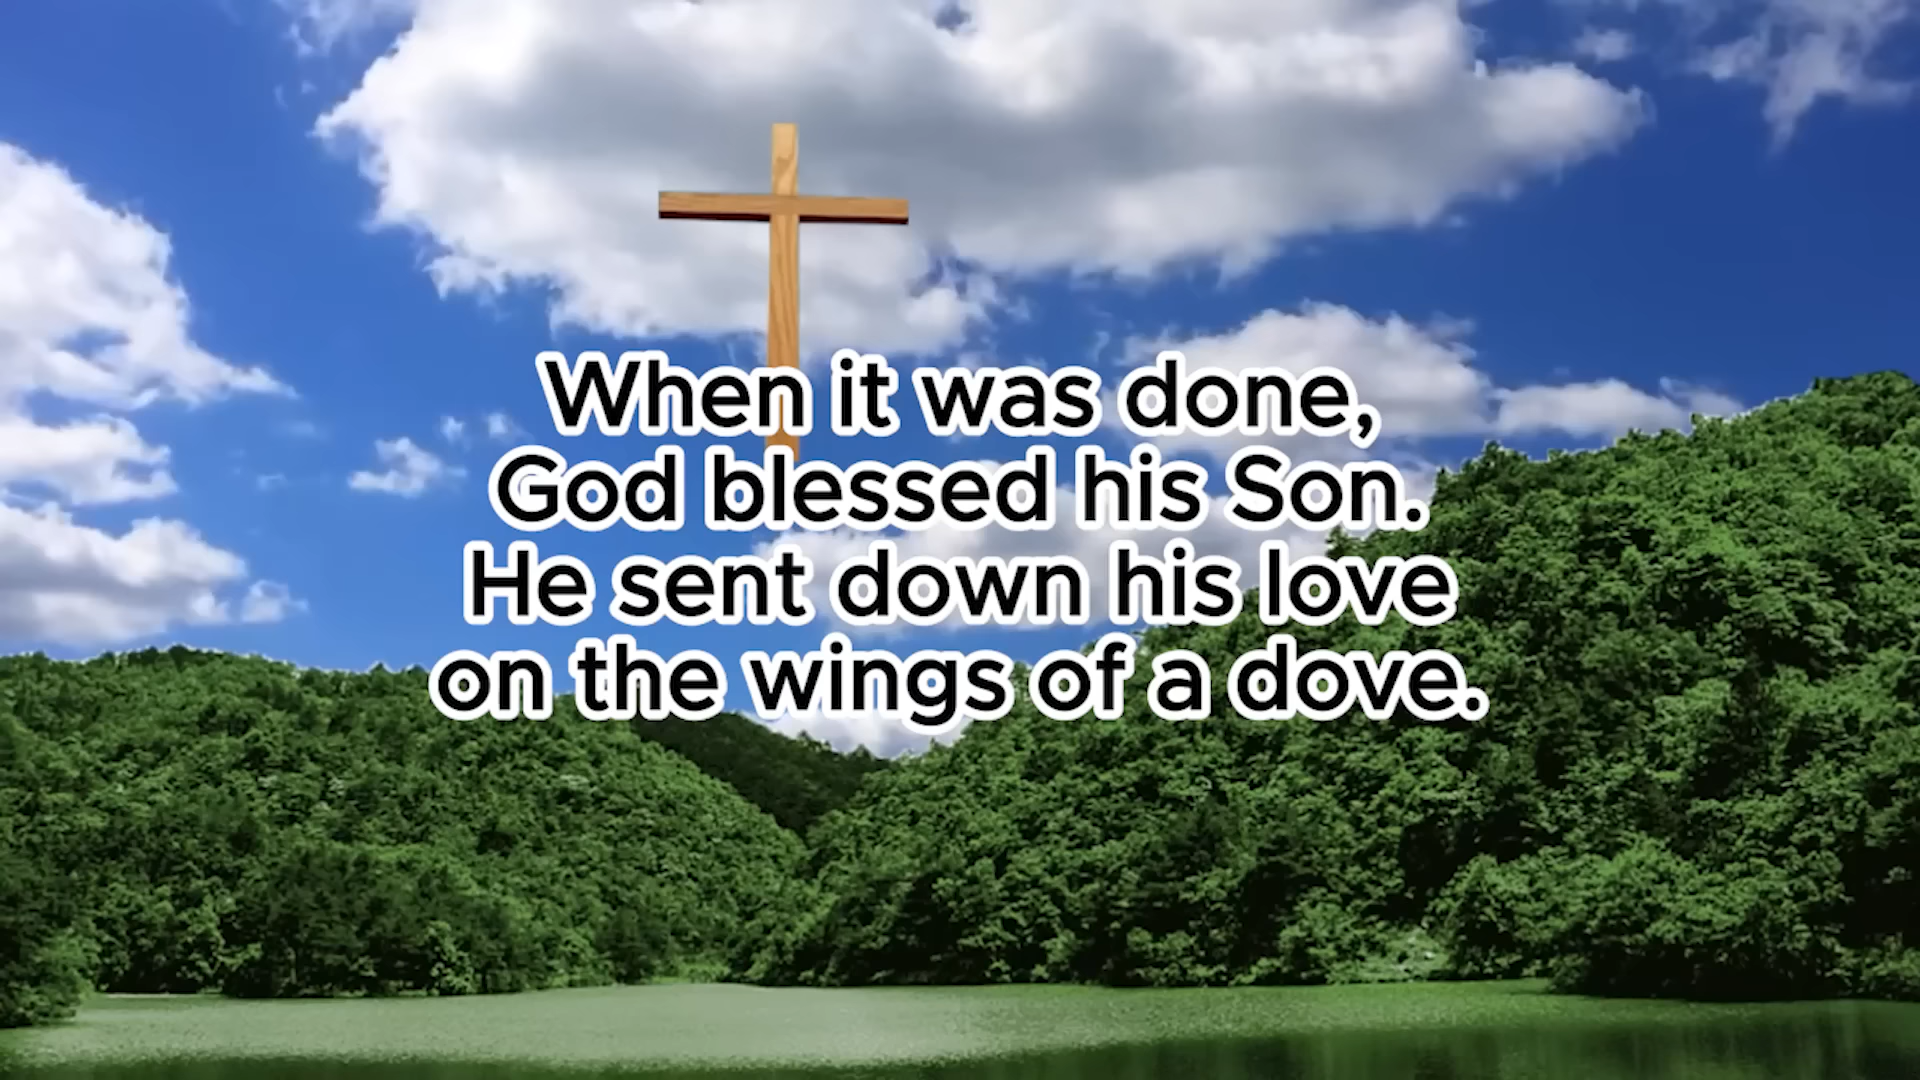 When it was done,
God blessed his Son.
He sent down his love
on the wings of a dove.